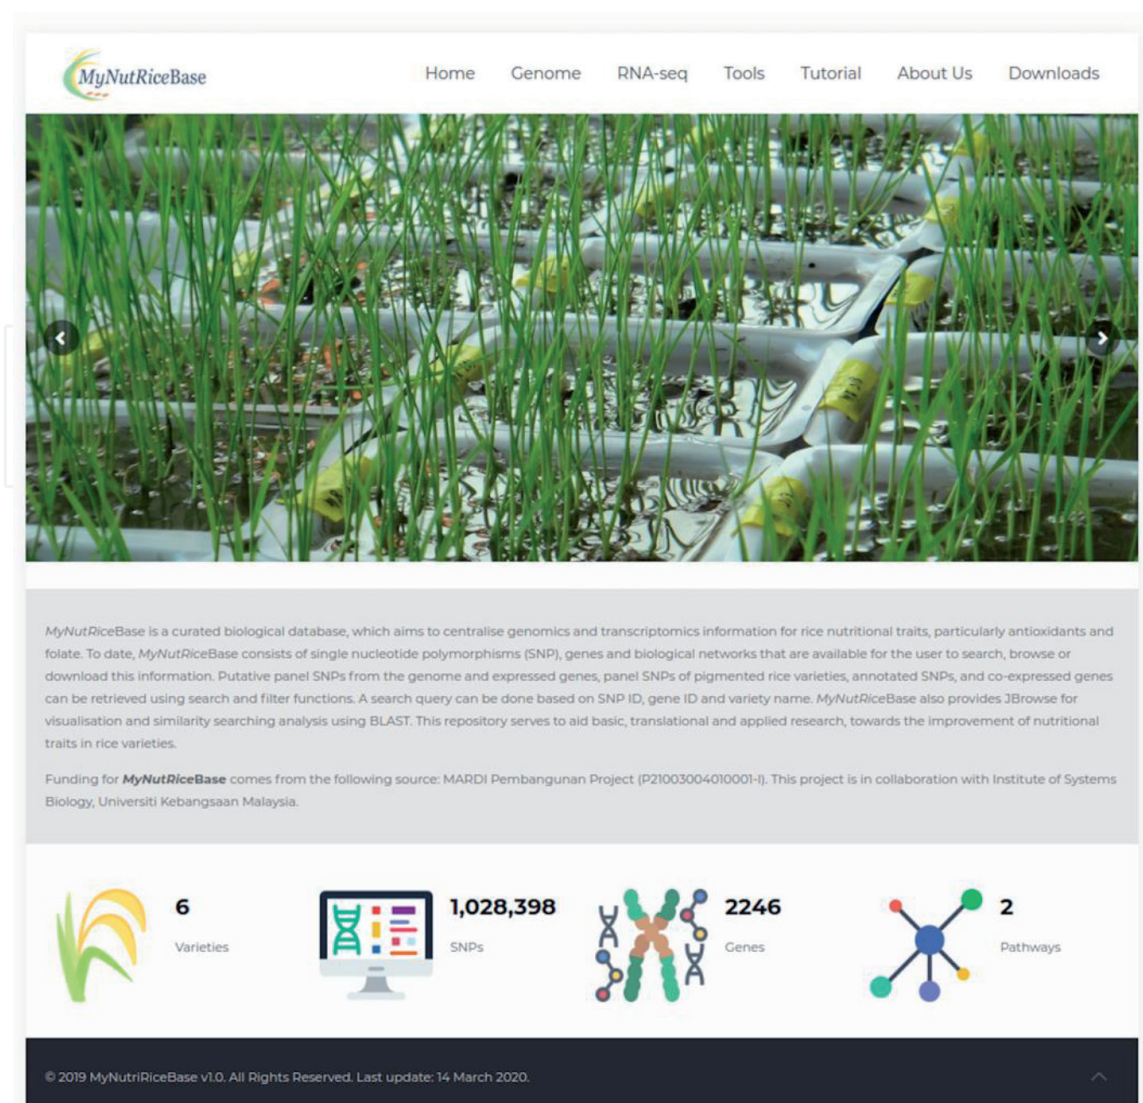 MyNutRiceBase
Home Genome RNA-seq Tools Tutorial About Us Downloads
MyNutRiceBase is a curated biological database, which aims to centralise genomics and transcriptomics information for rice nutritional traits, particularly antioxidants and
folate. To date, MyNutRiceBase consists of single nucleotide polymorphisms (SNP), genes and biological networks that are available for the user to search, browse or
download this information. Putative panel SNPs from the genome and expressed genes, panel SNPs of pigmented rice varieties, annotated SNPs, and co-expressed genes
can be retrieved using search and filter functions. A search query can be done based on SNP ID, gene ID and variety name. MyNutRiceBase also provides JBrowse for
visualisation and similarity searching analysis using BLAST. This repository serves to aid basic, translational and applied research, towards the improvement of nutritional
traits in rice varieties.
Funding for MyNutRiceBase comes from the following source: MARDI Pembangunan Project (P21003004010001-I). This project is in collaboration with Institute of Systems
Biology, Universiti Kebangsaan Malaysia.
6 1,028,398 2246 2
Varieties SNPs Genes Pathways
© 2019 MyNutriRiceBase v1.0. All Rights Reserved. Last update: 14 March 2020.